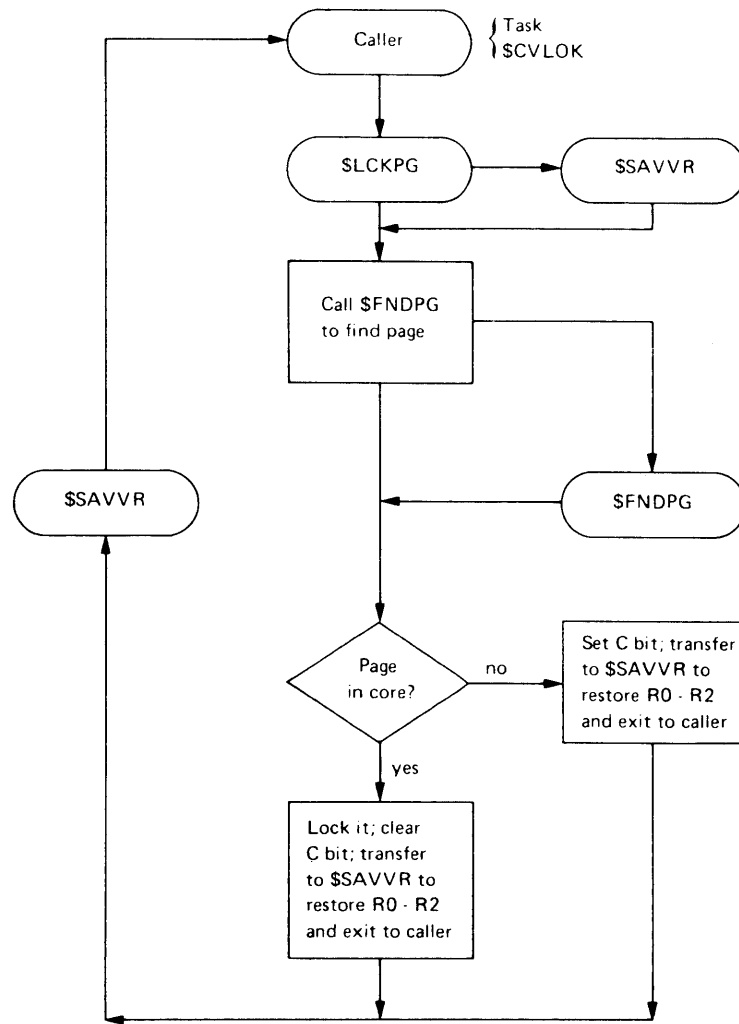 Caller
Task
$CVLOK
$LCKPG
$SAVVR
Call $FNDPG
to find page
$SAVVR
$FNDPG
Page
in core?
no
Set C bit; transfer
to $SAVVR to
restore R0 - R2
and exit to caller
yes
Lock it; clear
C bit; transfer
to $SAVVR to
restore R0 - R2
and exit to caller